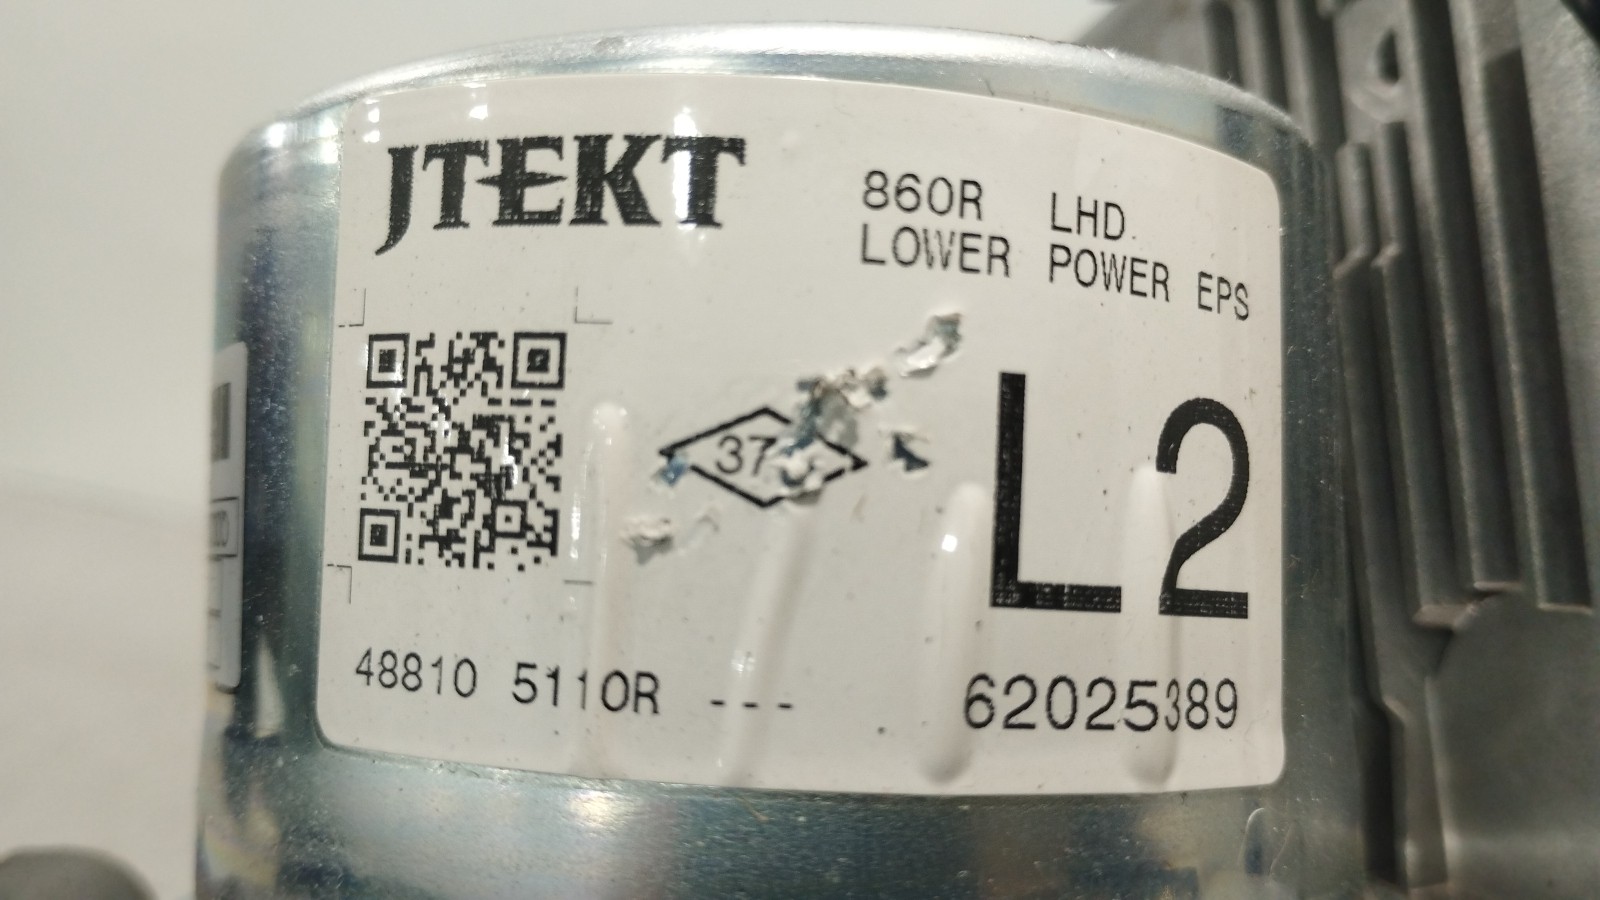 JTEKT
860R LHD
LOWER POWER EPS
37
L2
48810 5110R ---
62025389